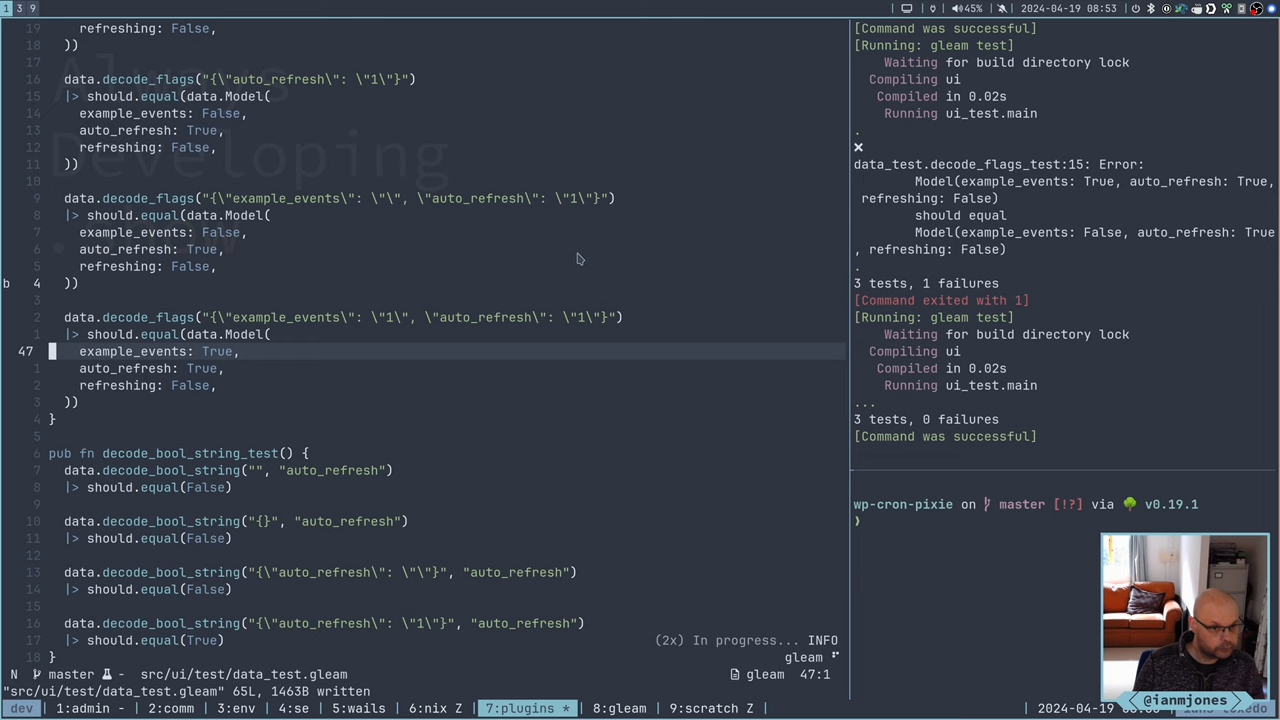 1 3 9
45% 2024-04-19 08:53
19 refreshing: False,
18 ))
17
16 data.decode_flags("{\"auto_refresh\": \"1\"}")
15 |> should.equal(data.Model(
14 example_events: False,
13 auto_refresh: True,
12 refreshing: False,
11 ))
10
9 data.decode_flags("{\"example_events\": \"\", \"auto_refresh\": \"1\"}")
8 |> should.equal(data.Model(
7 example_events: False,
6 auto_refresh: True,
5 refreshing: False,
b 4 ))
3
2 data.decode_flags("{\"example_events\": \"1\", \"auto_refresh\": \"1\"}")
1 |> should.equal(data.Model(
47 example_events: True,
1 auto_refresh: True,
2 refreshing: False,
3 ))
4 }
5
6 pub fn decode_bool_string_test() {
7 data.decode_bool_string("", "auto_refresh")
8 |> should.equal(False)
9
10 data.decode_bool_string("{}", "auto_refresh")
11 |> should.equal(False)
12
13 data.decode_bool_string("{\"auto_refresh\": \"\"}", "auto_refresh")
14 |> should.equal(False)
15
16 data.decode_bool_string("{\"auto_refresh\": \"1\"}", "auto_refresh")
17 |> should.equal(True) (2x) In progress... INFO
18 } gleam
N master - src/ui/test/data_test.gleam gleam 47:1
"src/ui/test/data_test.gleam" 65L, 1463B written
Always
Developing
[Command was successful]
[Running: gleam test]
Waiting for build directory lock
Compiling ui
Compiled in 0.02s
Running ui_test.main
.
data_test.decode_flags_test:15: Error:
Model(example_events: True, auto_refresh: True,
refreshing: False)
should equal
Model(example_events: False, auto_refresh: True
, refreshing: False)
.
3 tests, 1 failures
[Command exited with 1]
[Running: gleam test]
Waiting for build directory lock
Compiling ui
Compiled in 0.02s
Running ui_test.main
...
3 tests, 0 failures
[Command was successful]
wp-cron-pixie on master [!?] via v0.19.1
@ianmjones
dev 1:admin - 2:comm 3:env 4:se 5:wails 6:nix Z 7:plugins * 8:gleam 9:scratch Z 2024-04-19